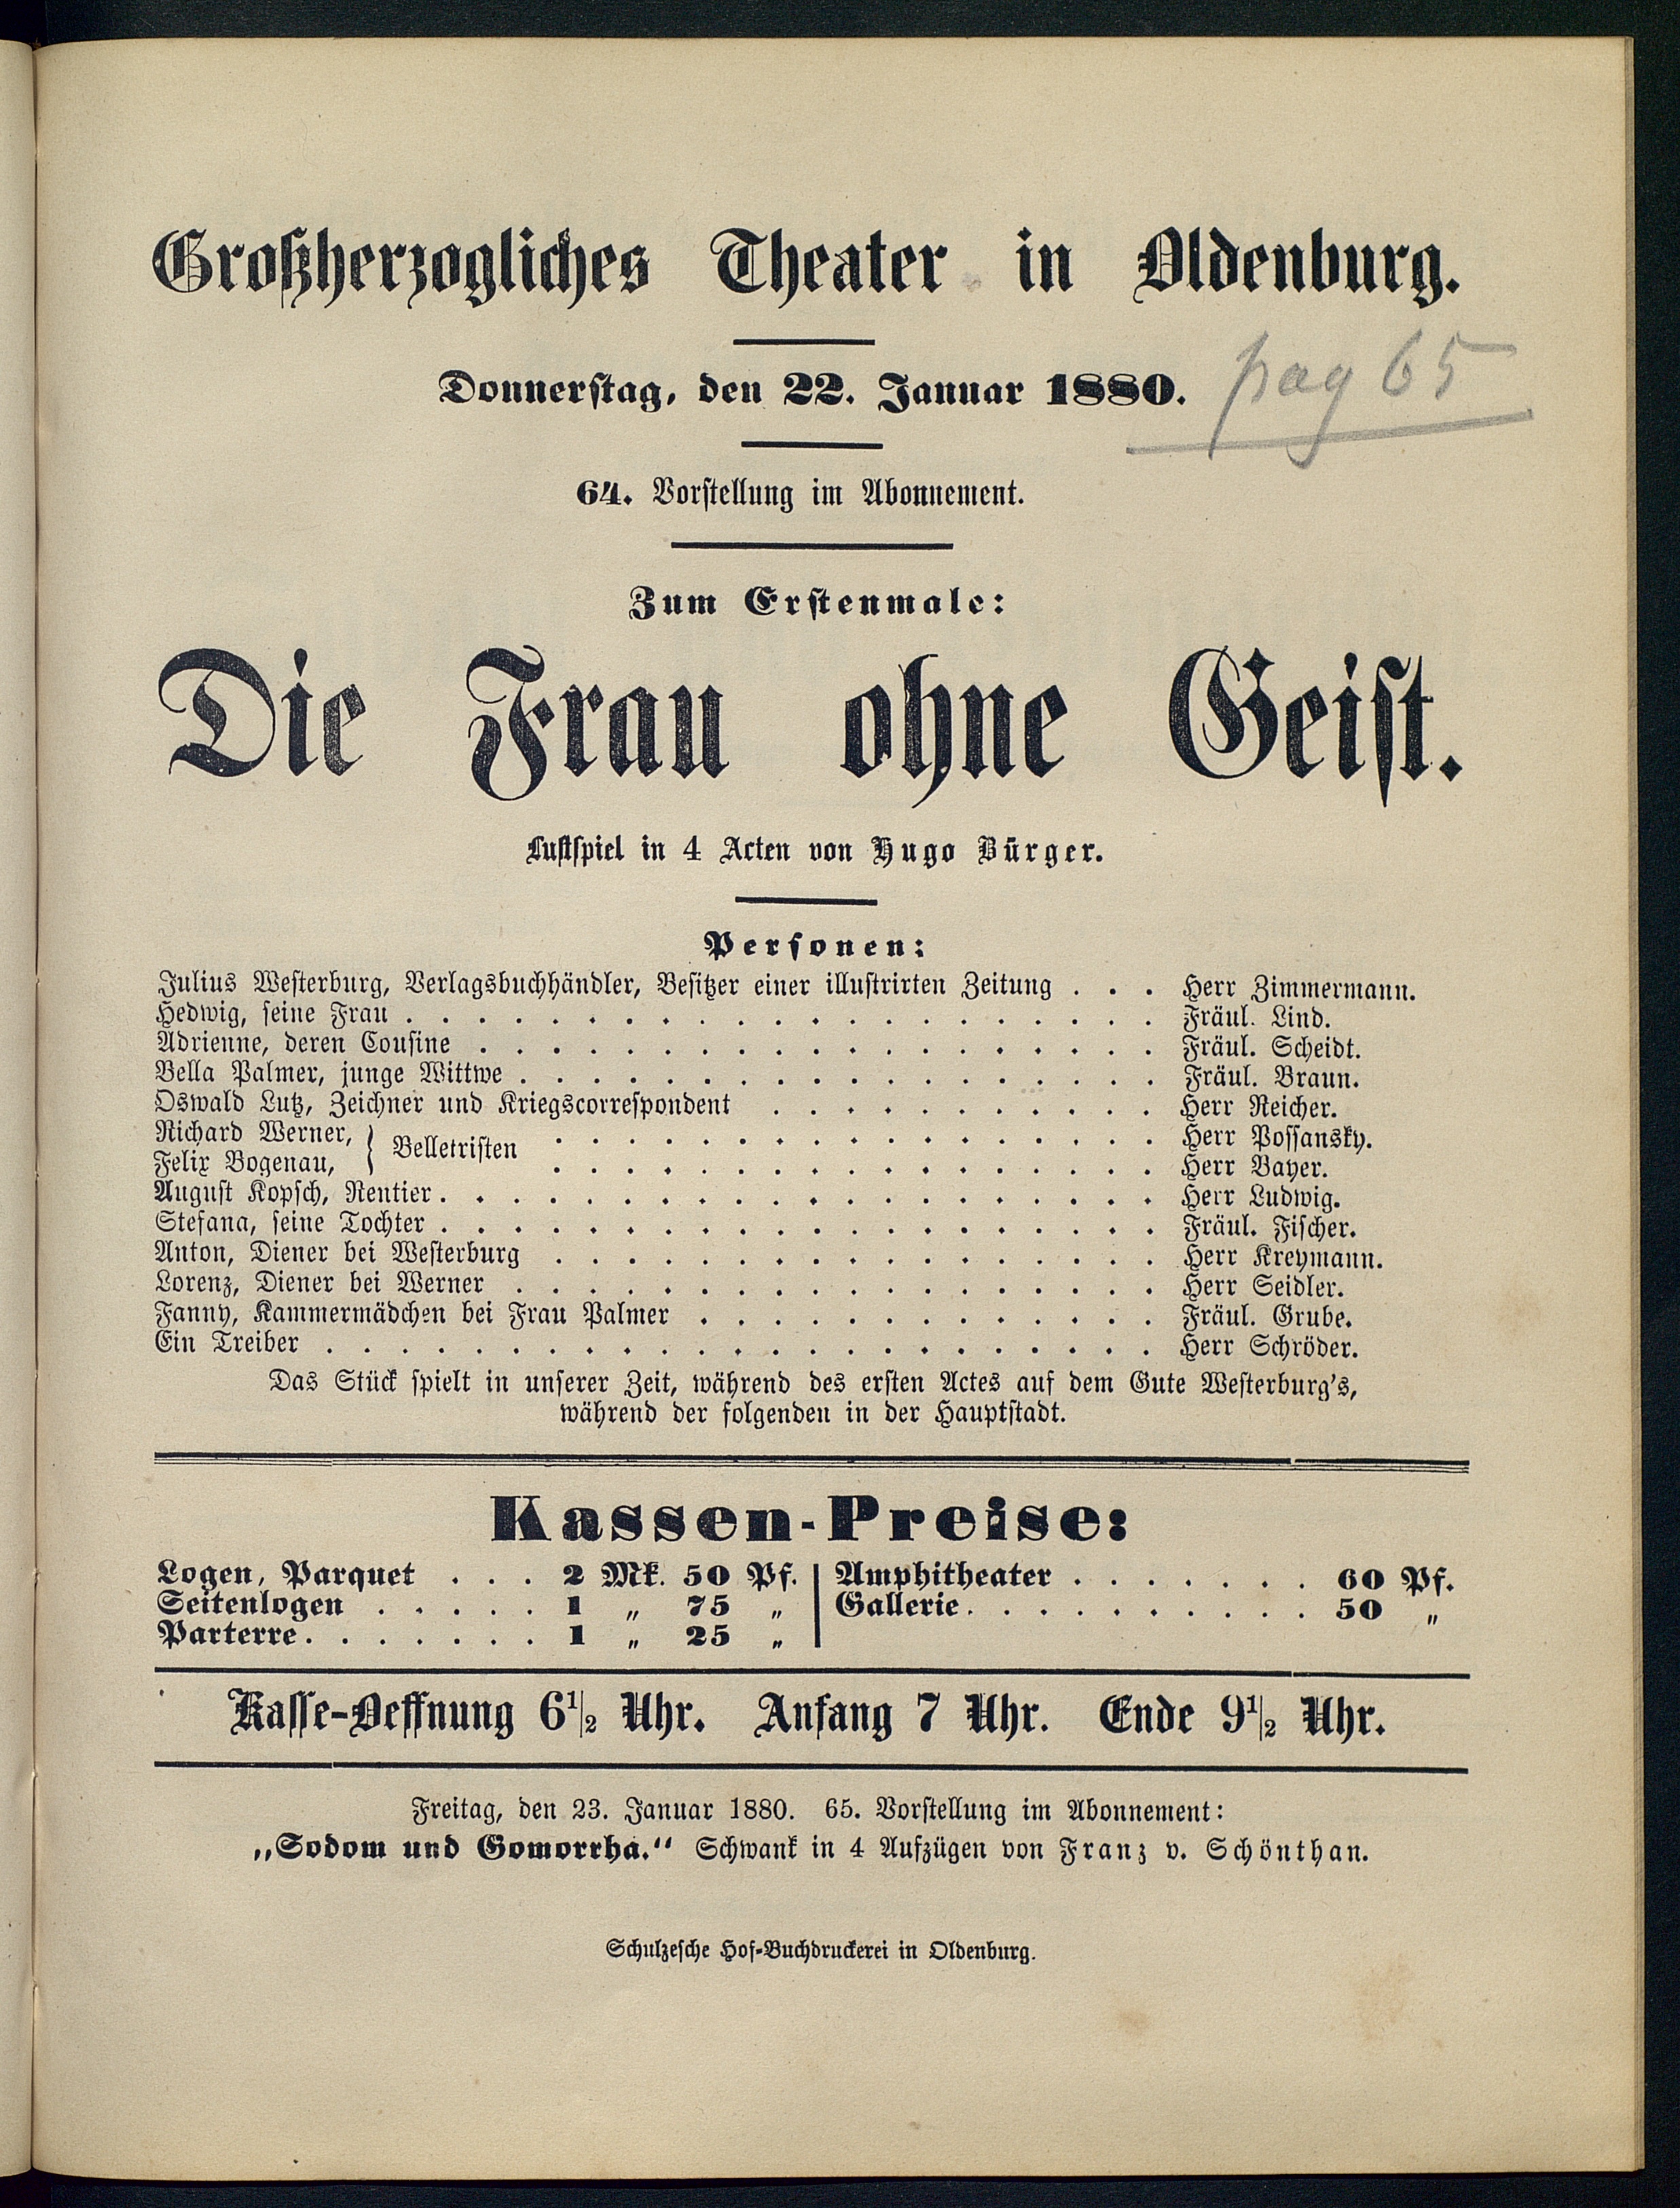 Großherzogliches Theater in Oldenburg.
Donnerstag, den 22. Januar 1880.
pag 65
64. Vorstellung im Abonnement.
Zum Erstenmale:
Die Frau ohne Geist.
Lustspiel in 4 Acten von Hugo Bürger.
Personen:
Julius Westerburg, Verlagsbuchhändler, Besitzer einer illustrirten Zeitung . . . Herr Zimmermann.
Hedwig, seine Frau . . . . . . . . . . . . . . . . . . . . . Fräul. Lind.
Adrienne, deren Cousine . . . . . . . . . . . . . . . . . . . Fräul. Scheidt.
Bella Palmer, junge Wittwe . . . . . . . . . . . . . . . . . . Fräul. Braun.
Oswald Lutz, Zeichner und Kriegscorrespondent . . . . . . . . . . . Herr Reicher.
Richard Werner, } Belletristen . . . . . . . . . . . . . . . . . Herr Possansky.
Felix Bogenau, . . . . . . . . . . . . . . . . . Herr Bayer.
August Kopsch, Rentier . . . . . . . . . . . . . . . . . . . . Herr Ludwig.
Stefana, seine Tochter . . . . . . . . . . . . . . . . . . . . Fräul. Fischer.
Anton, Diener bei Westerburg . . . . . . . . . . . . . . . . . Herr Kreymann.
Lorenz, Diener bei Werner . . . . . . . . . . . . . . . . . . Herr Seidler.
Fanny, Kammermädchen bei Frau Palmer . . . . . . . . . . . . . Fräul. Grube.
Ein Treiber . . . . . . . . . . . . . . . . . . . . . . . Herr Schröder.
Das Stück spielt in unserer Zeit, während des ersten Actes auf dem Gute Westerburg's,
während der folgenden in der Hauptstadt.
Kassen-Preise:
Logen, Parquet . . . 2 Mk. 50 Pf. | Amphitheater . . . . . . . 60 Pf.
Seitenlogen . . . . . 1 „ 75 „ | Gallerie . . . . . . . . . . 50 „
Parterre . . . . . . . 1 „ 25 „
Kasse-Oeffnung 6½ Uhr. Anfang 7 Uhr. Ende 9½ Uhr.
Freitag, den 23. Januar 1880. 65. Vorstellung im Abonnement:
„Sodom und Gomorrha.“ Schwank in 4 Aufzügen von Franz v. Schönthan.
Schulzesche Hof-Buchdruckerei in Oldenburg.